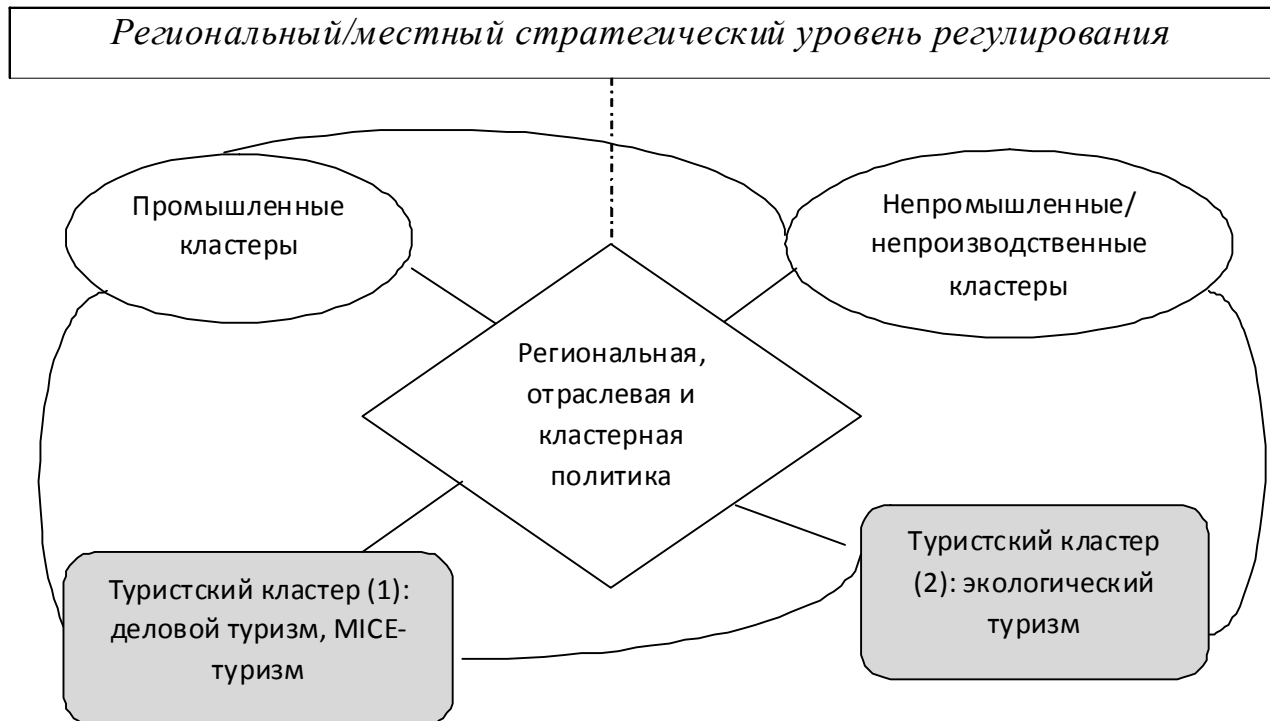 Региональный/местный стратегический уровень регулирования
Промышленные
кластеры
Непромышленные/
непроизводственные
кластеры
Региональная,
отраслевая и
кластерная
политика
Туристский кластер (1):
деловой туризм, MICE-
туризм
Туристский кластер
(2): экологический
туризм